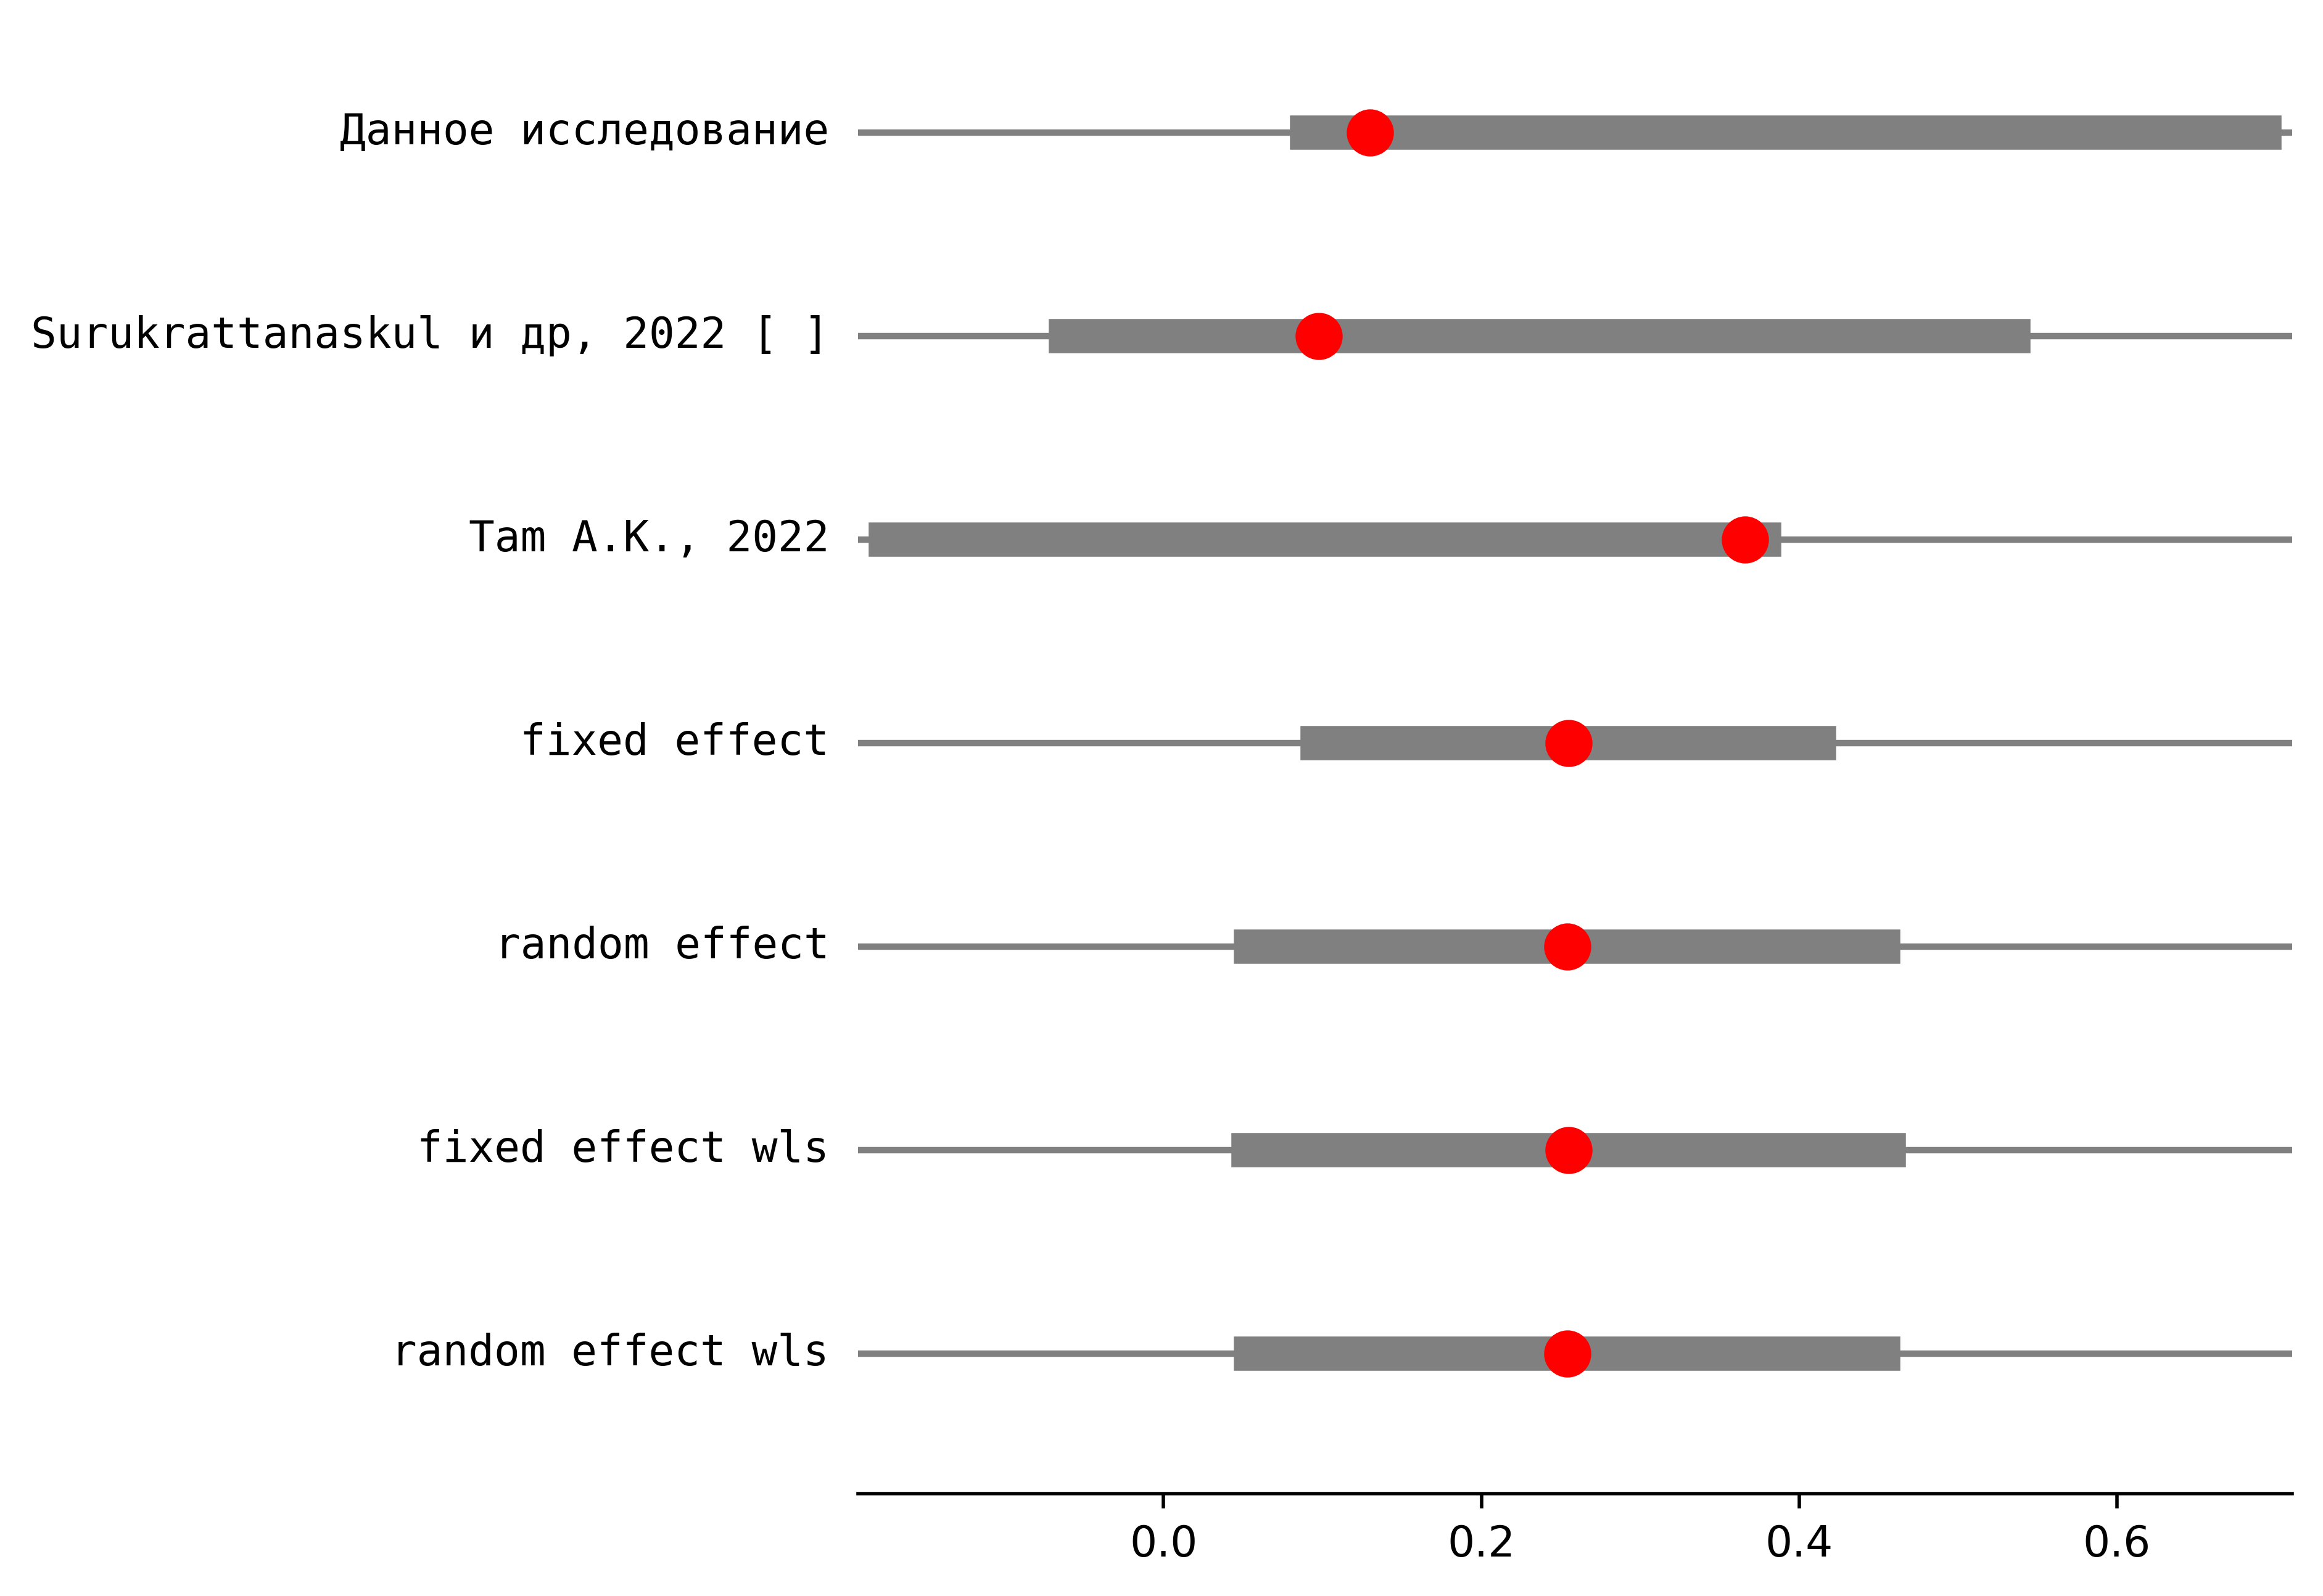 Данное исследование
Surukrattanaskul и др, 2022 [ ]
Tam A.K., 2022
fixed effect
random effect
fixed effect wls
random effect wls
0.0 0.2 0.4 0.6